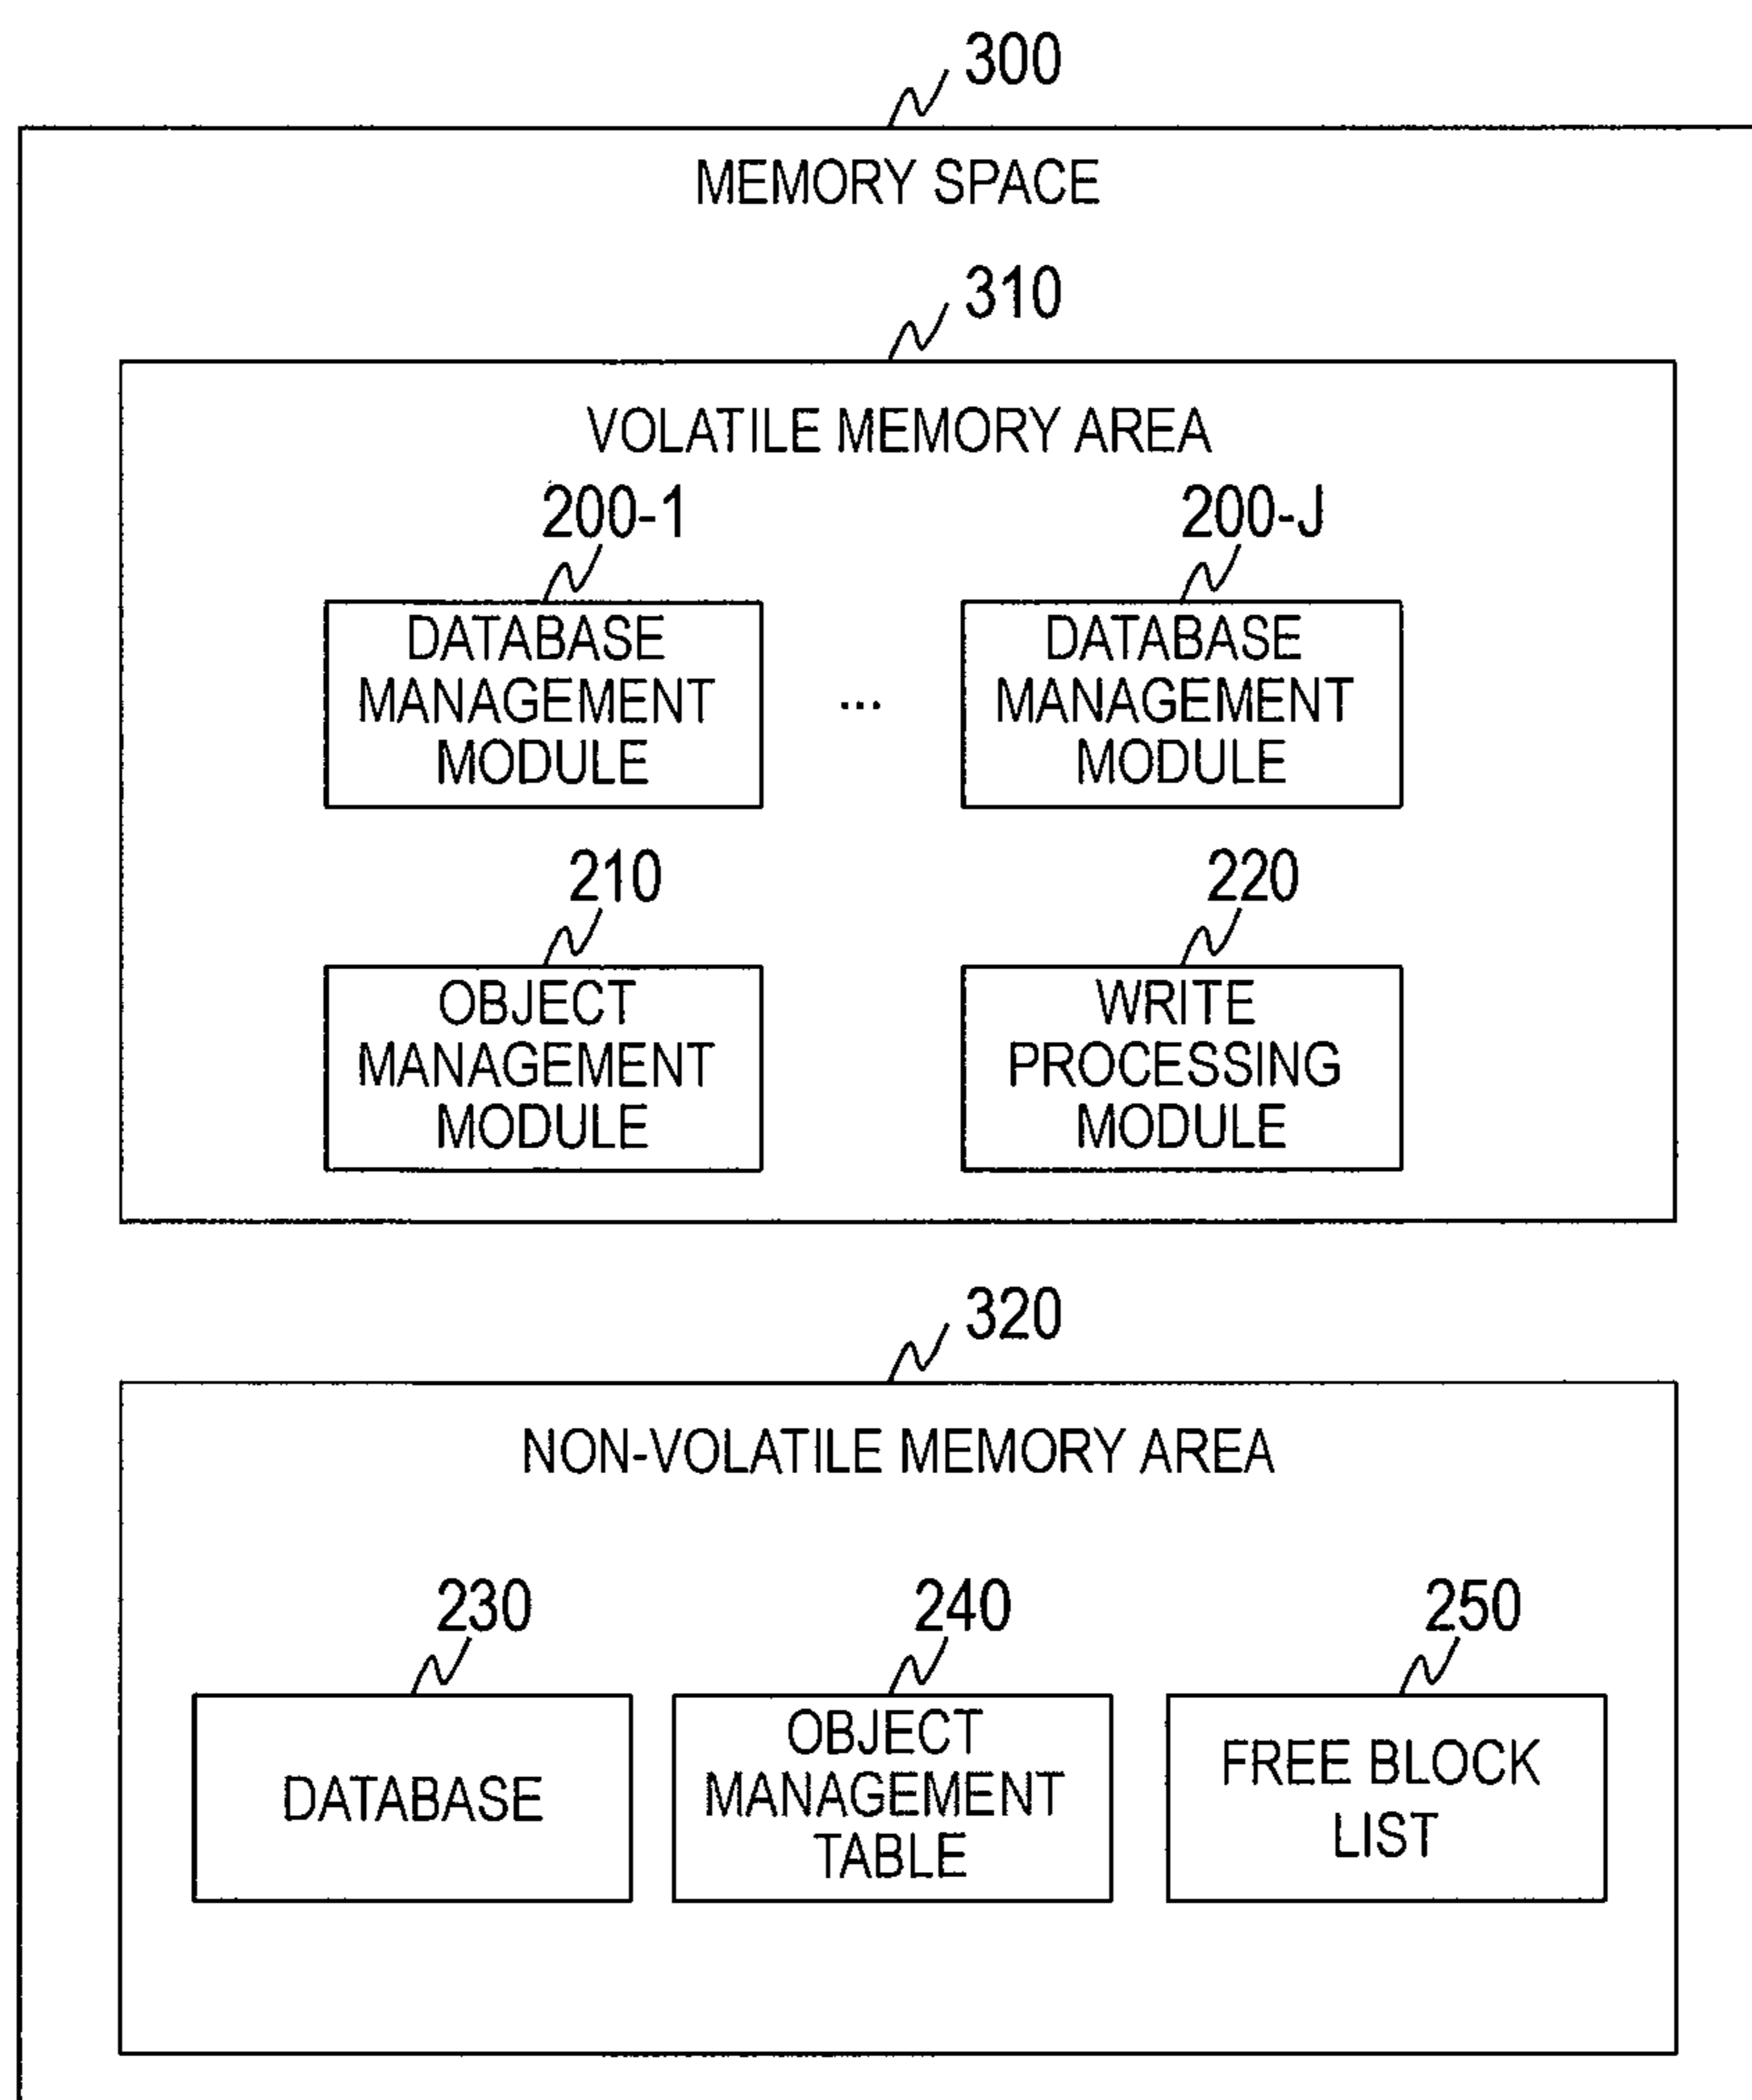 300
MEMORY SPACE
310
VOLATILE MEMORY AREA
200-1
200-J
DATABASE
MANAGEMENT
MODULE
...
DATABASE
MANAGEMENT
MODULE
210
220
OBJECT
MANAGEMENT
MODULE
WRITE
PROCESSING
MODULE
320
NON-VOLATILE MEMORY AREA
230
240
250
DATABASE
OBJECT
MANAGEMENT
TABLE
FREE BLOCK
LIST